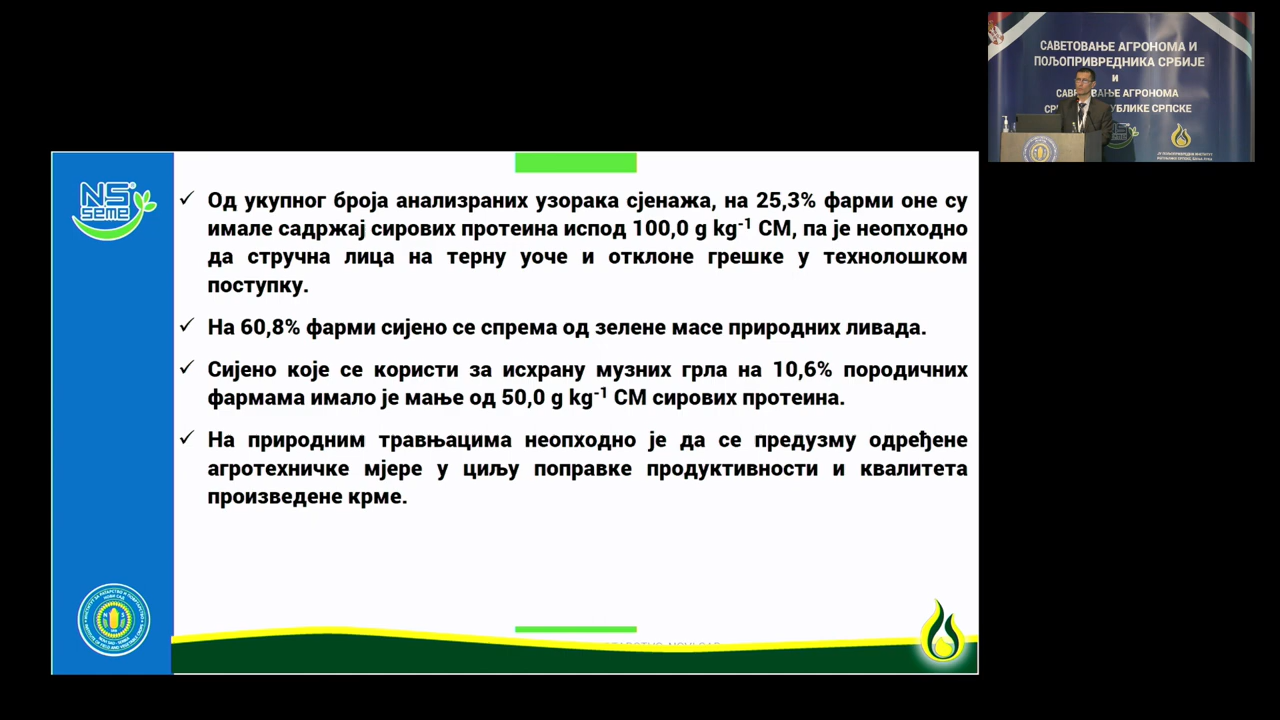 САВЕТОВАЊЕ АГРОНОМА И
ПОЉОПРИВРЕДНИКА СРБИЈЕ
И
АГРОНОМА
СРПСКЕ
NS®
seme
Од укупног броја анализраних узорака сјенажа, на 25,3% фарми оне су
имале садржај сирових протеина испод 100,0 g kg⁻¹ СМ, па је неопходно
да стручна лица на терну уоче и отклоне грешке у технолошком
поступку.
На 60,8% фарми сијено се спрема од зелене масе природних ливада.
Сијено које се користи за исхрану музних грла на 10,6% породичних
фармама имало је мање од 50,0 g kg⁻¹ СМ сирових протеина.
На природним травњацима неопходно је да се предузму одређене
агротехничке мјере у циљу поправке продуктивности и квалитета
произведене крме.